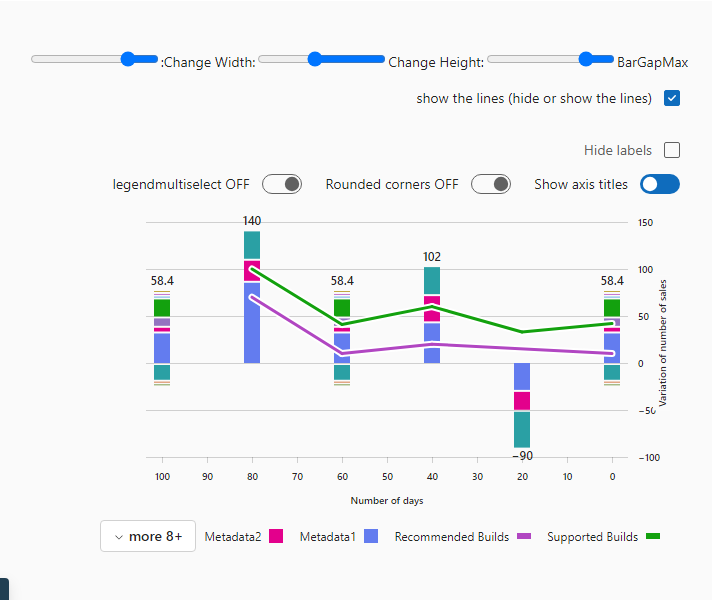 :Change Width: Change Height: BarGapMax
show the lines (hide or show the lines)
Hide labels
legendmultiselect OFF Rounded corners OFF Show axis titles
140
102
58.4 58.4 58.4
−90
150
100
50
0
−50
−100
Variation of number of sales
100 90 80 70 60 50 40 30 20 10 0
Number of days
more 8+ Metadata2 Metadata1 Recommended Builds Supported Builds